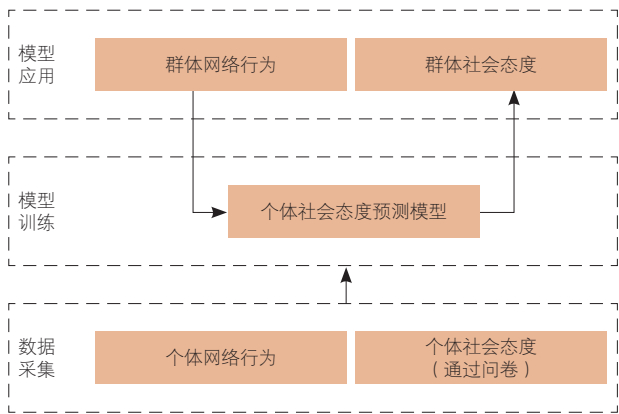 模型
应用
群体网络行为
群体社会态度
模型
训练
个体社会态度预测模型
数据
采集
个体网络行为
个体社会态度
（通过问卷）